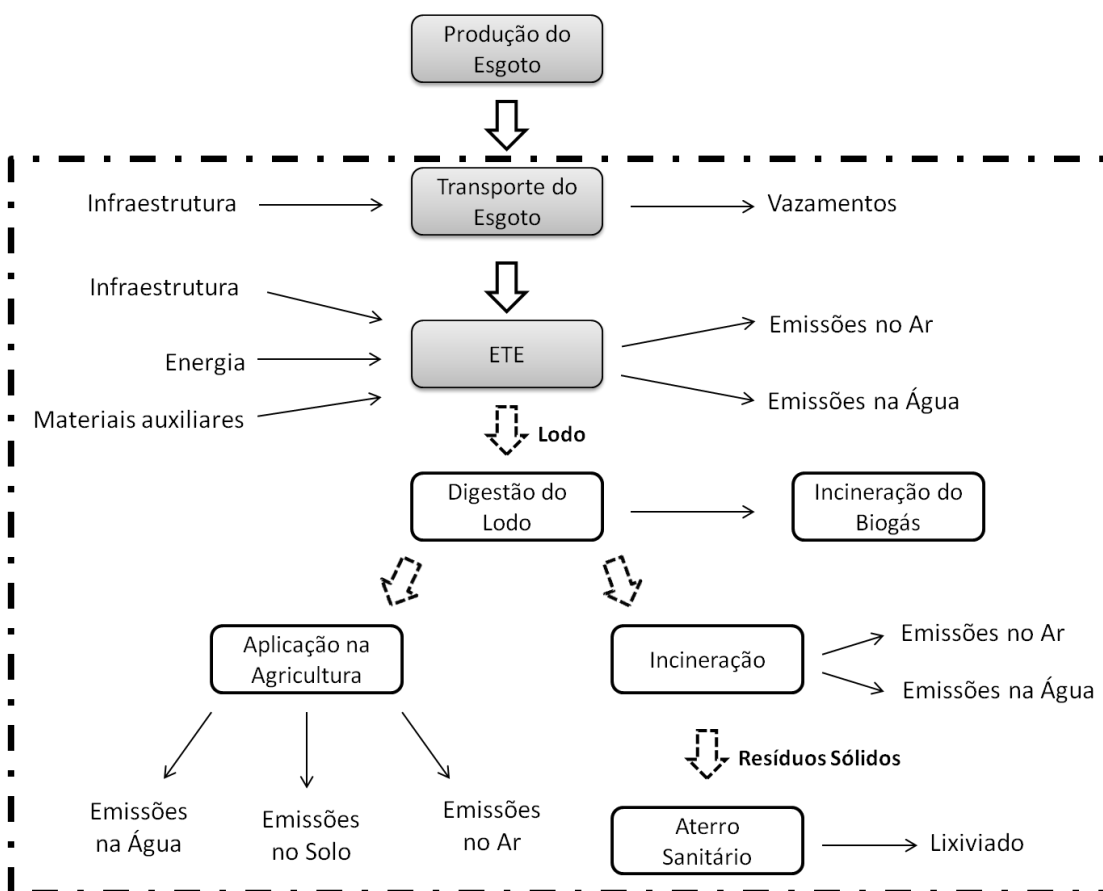 Produção do
Esgoto
Infraestrutura
Transporte do
Esgoto
Vazamentos
Infraestrutura
Energia
Materiais auxiliares
ETE
Emissões no Ar
Emissões na Água
Lodo
Digestão do
Lodo
Incineração do
Biogás
Aplicação na
Agricultura
Incineração
Emissões no Ar
Emissões na Água
Resíduos Sólidos
Emissões
na Água
Emissões
no Solo
Emissões
no Ar
Aterro
Sanitário
Lixiviado